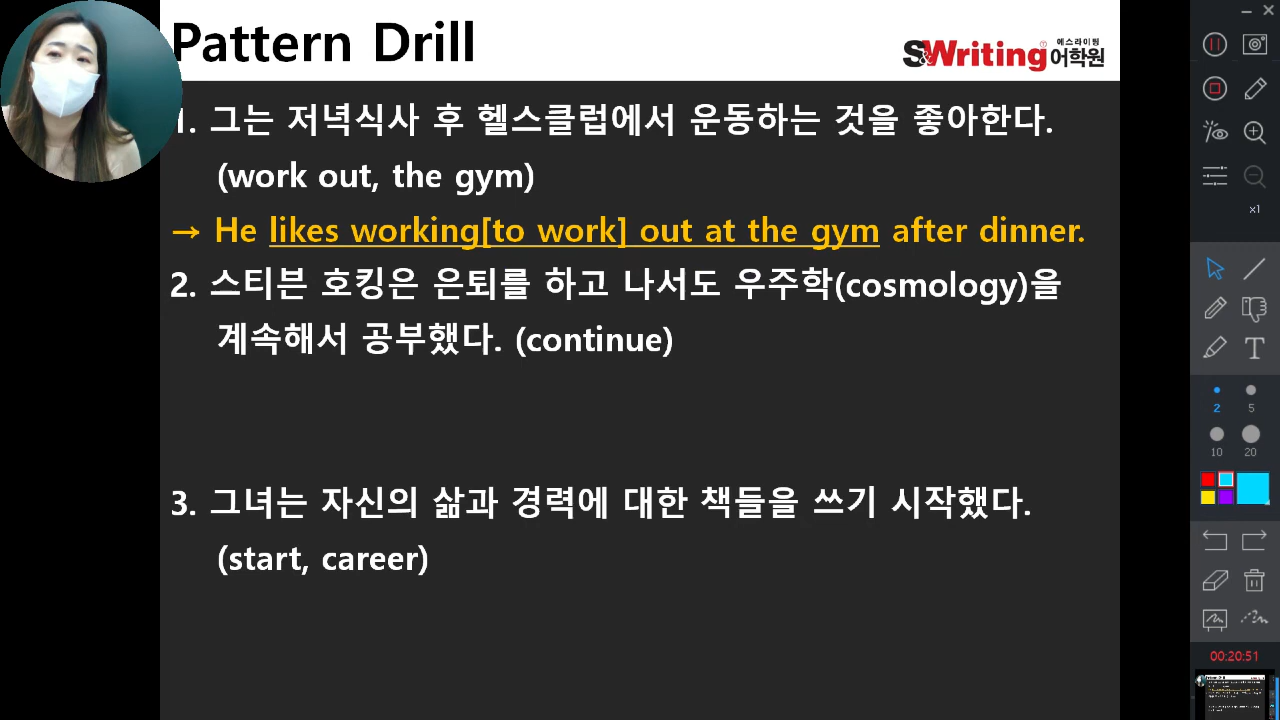 Pattern Drill
S&Writing 에스라이팅 어학원
1. 그는 저녁식사 후 헬스클럽에서 운동하는 것을 좋아한다.
(work out, the gym)
→ He likes working[to work] out at the gym after dinner.
2. 스티븐 호킹은 은퇴를 하고 나서도 우주학(cosmology)을
계속해서 공부했다. (continue)
3. 그녀는 자신의 삶과 경력에 대한 책들을 쓰기 시작했다.
(start, career)
x1
2 5
10 20
00:20:51